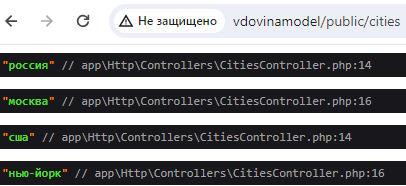 Не защищено vdovinamodel/public/cities
"россия" // app\Http\Controllers\CitiesController.php:14
"москва" // app\Http\Controllers\CitiesController.php:16
"сша" // app\Http\Controllers\CitiesController.php:14
"нью-йорк" // app\Http\Controllers\CitiesController.php:16